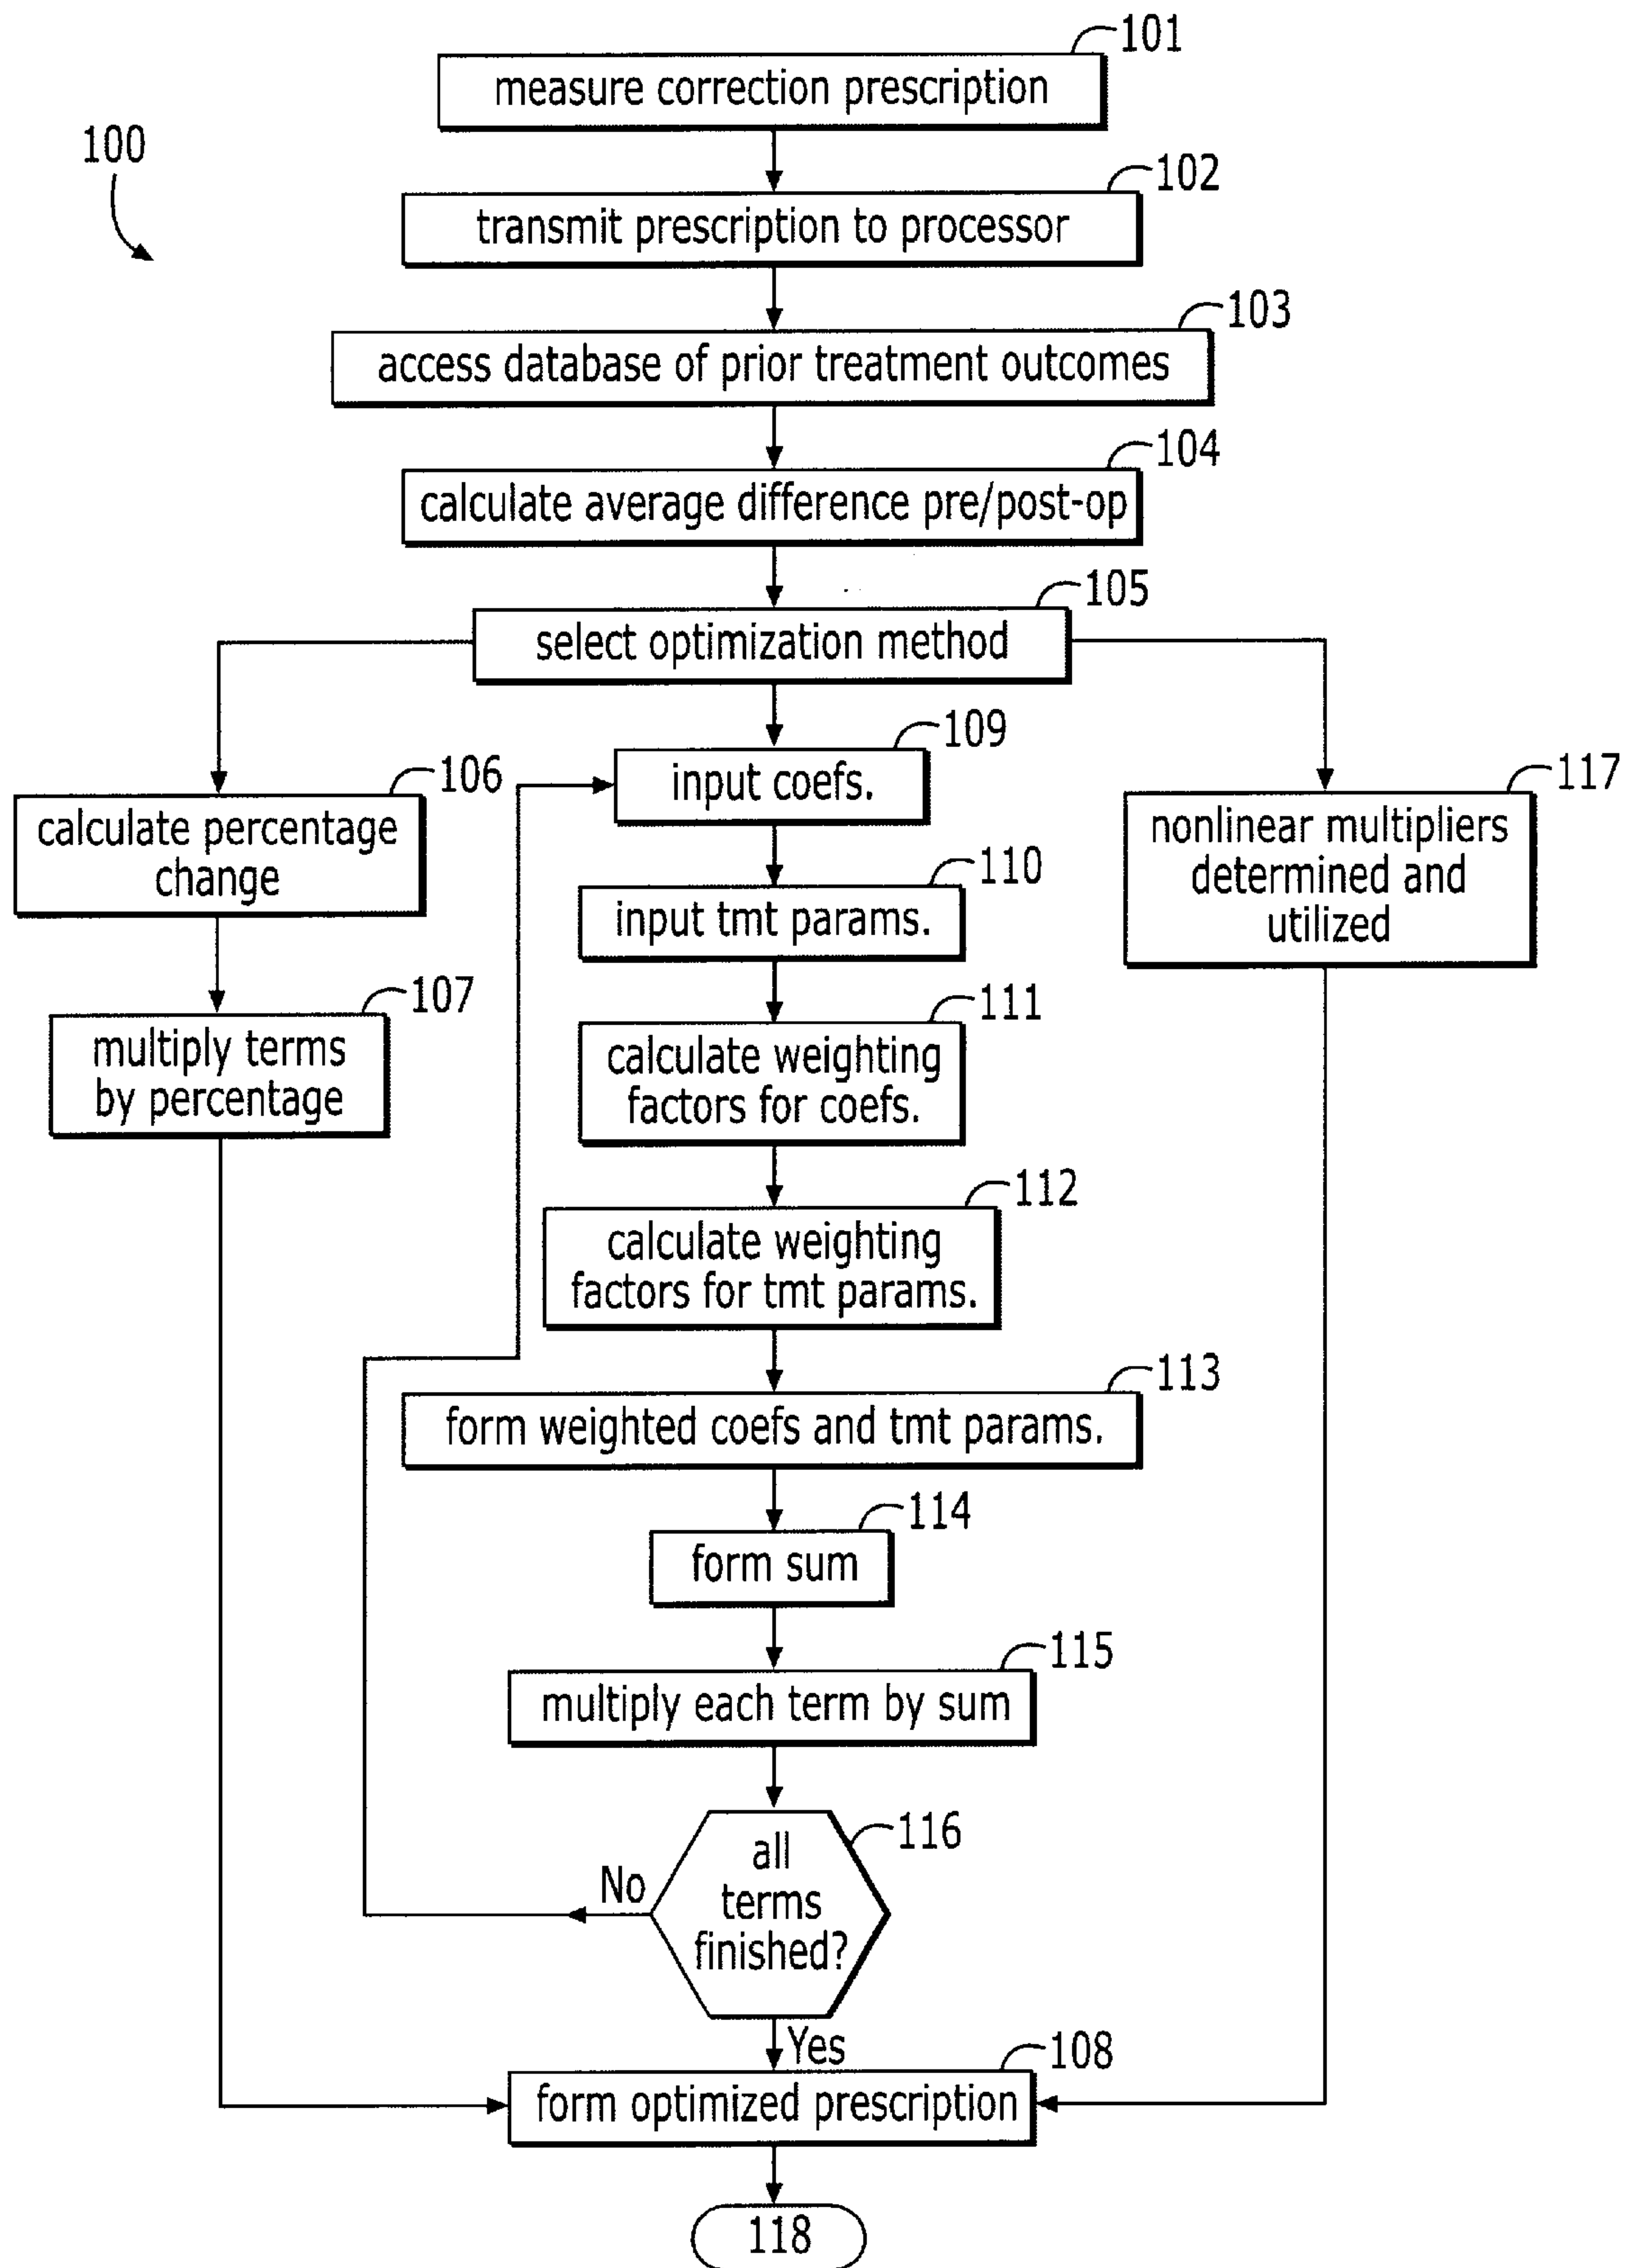 101
measure correction prescription
100
102
transmit prescription to processor
103
access database of prior treatment outcomes
104
calculate average difference pre/post-op
105
select optimization method
109
input coefs.
106
calculate percentage
change
117
nonlinear multipliers
determined and
utilized
110
input tmt params.
107
multiply terms
by percentage
111
calculate weighting
factors for coefs.
112
calculate weighting
factors for tmt params.
113
form weighted coefs and tmt params.
114
form sum
115
multiply each term by sum
116
all
terms
finished?
No
Yes
108
form optimized prescription
118